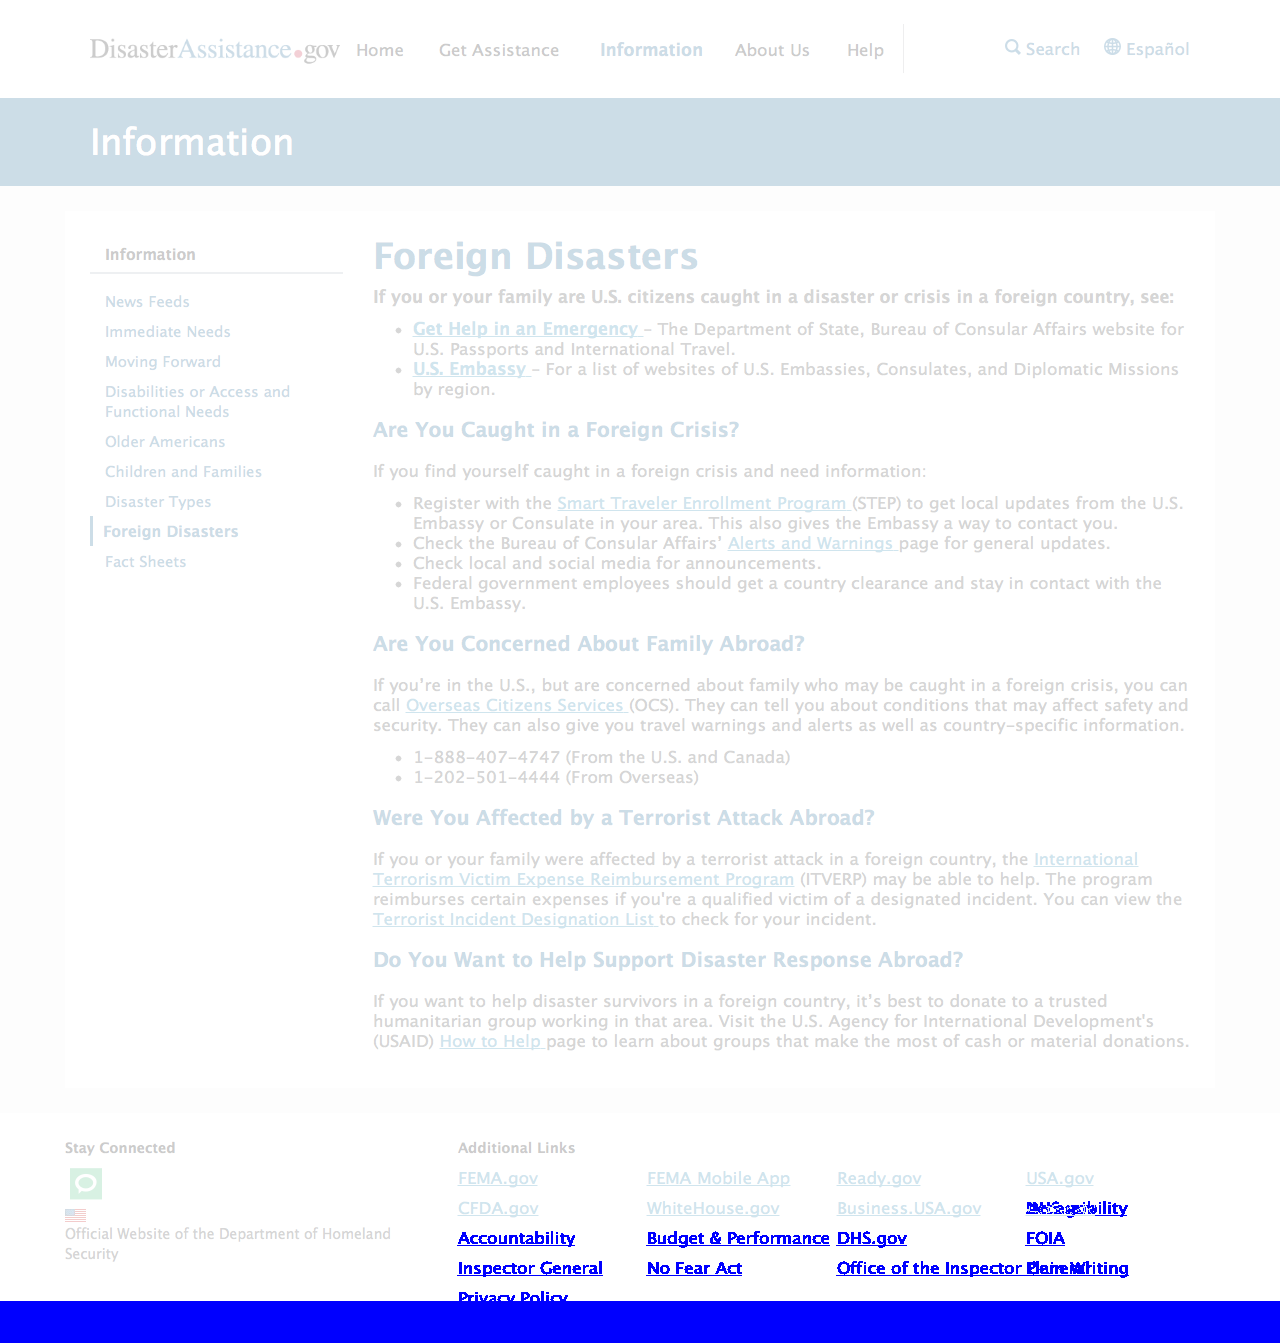 DisasterAssistance.gov Home Get Assistance Information About Us Help Search Español
Information
Information
News Feeds
Immediate Needs
Moving Forward
Disabilities or Access and
Functional Needs
Older Americans
Children and Families
Disaster Types
Foreign Disasters
Fact Sheets
Foreign Disasters
If you or your family are U.S. citizens caught in a disaster or crisis in a foreign country, see:
• Get Help in an Emergency - The Department of State, Bureau of Consular Affairs website for
U.S. Passports and International Travel.
• U.S. Embassy - For a list of websites of U.S. Embassies, Consulates, and Diplomatic Missions
by region.
Are You Caught in a Foreign Crisis?
If you find yourself caught in a foreign crisis and need information:
• Register with the Smart Traveler Enrollment Program (STEP) to get local updates from the U.S.
Embassy or Consulate in your area. This also gives the Embassy a way to contact you.
• Check the Bureau of Consular Affairs’ Alerts and Warnings page for general updates.
• Check local and social media for announcements.
• Federal government employees should get a country clearance and stay in contact with the
U.S. Embassy.
Are You Concerned About Family Abroad?
If you’re in the U.S., but are concerned about family who may be caught in a foreign crisis, you can
call Overseas Citizens Services (OCS). They can tell you about conditions that may affect safety and
security. They can also give you travel warnings and alerts as well as country-specific information.
• 1-888-407-4747 (From the U.S. and Canada)
• 1-202-501-4444 (From Overseas)
Were You Affected by a Terrorist Attack Abroad?
If you or your family were affected by a terrorist attack in a foreign country, the International
Terrorism Victim Expense Reimbursement Program (ITVERP) may be able to help. The program
reimburses certain expenses if you're a qualified victim of a designated incident. You can view the
Terrorist Incident Designation List to check for your incident.
Do You Want to Help Support Disaster Response Abroad?
If you want to help disaster survivors in a foreign country, it’s best to donate to a trusted
humanitarian group working in that area. Visit the U.S. Agency for International Development's
(USAID) How to Help page to learn about groups that make the most of cash or material donations.
Stay Connected
Official Website of the Department of Homeland
Security
Additional Links
FEMA.gov FEMA Mobile App Ready.gov USA.gov
CFDA.gov WhiteHouse.gov Business.USA.gov
Accountability Budget & Performance DHS.gov FOIA
Inspector General No Fear Act Office of the Inspector General Plain Writing
Privacy Policy